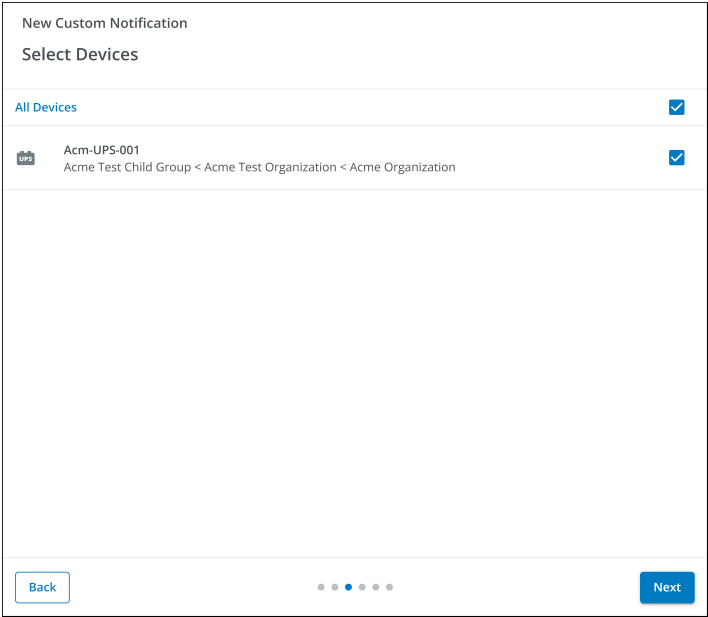 New Custom Notification
Select Devices
All Devices
UPS
Acm-UPS-001
Acme Test Child Group < Acme Test Organization < Acme Organization
Back
Next